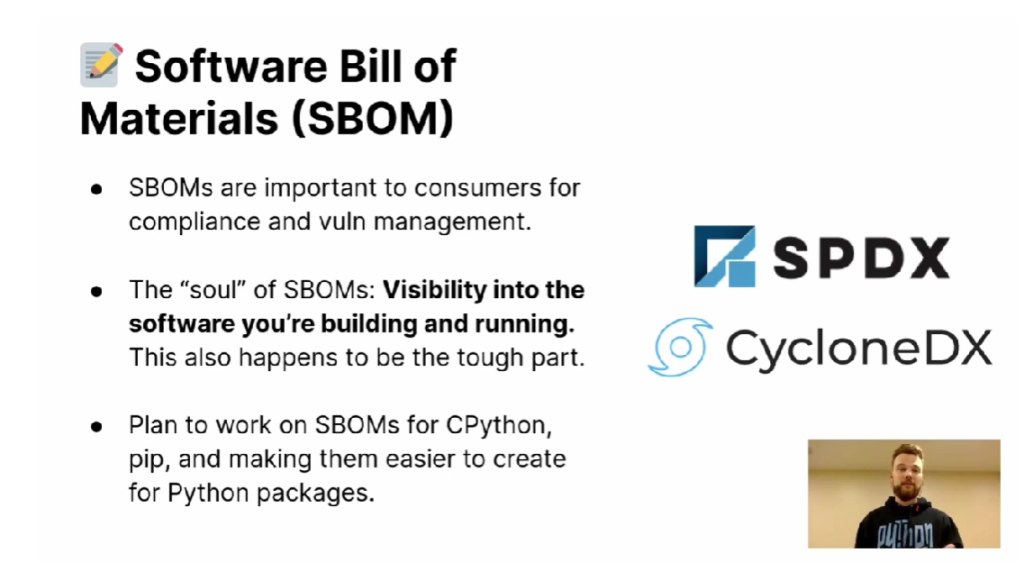 Software Bill of
Materials (SBOM)
● SBOMs are important to consumers for
compliance and vuln management.
● The “soul” of SBOMs: Visibility into the
software you’re building and running.
This also happens to be the tough part.
● Plan to work on SBOMs for CPython,
pip, and making them easier to create
for Python packages.
SPDX
CycloneDX
python